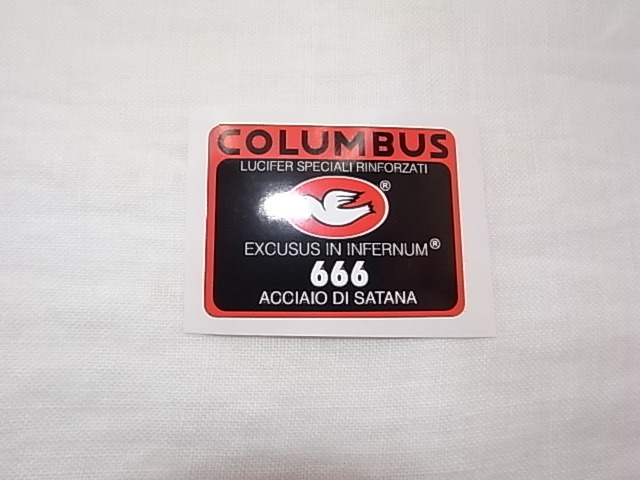 COLUMBUS
LUCIFER SPECIALI RINFORZATI
®
EXCUSUS IN INFERNUM®
666
ACCIAIO DI SATANA